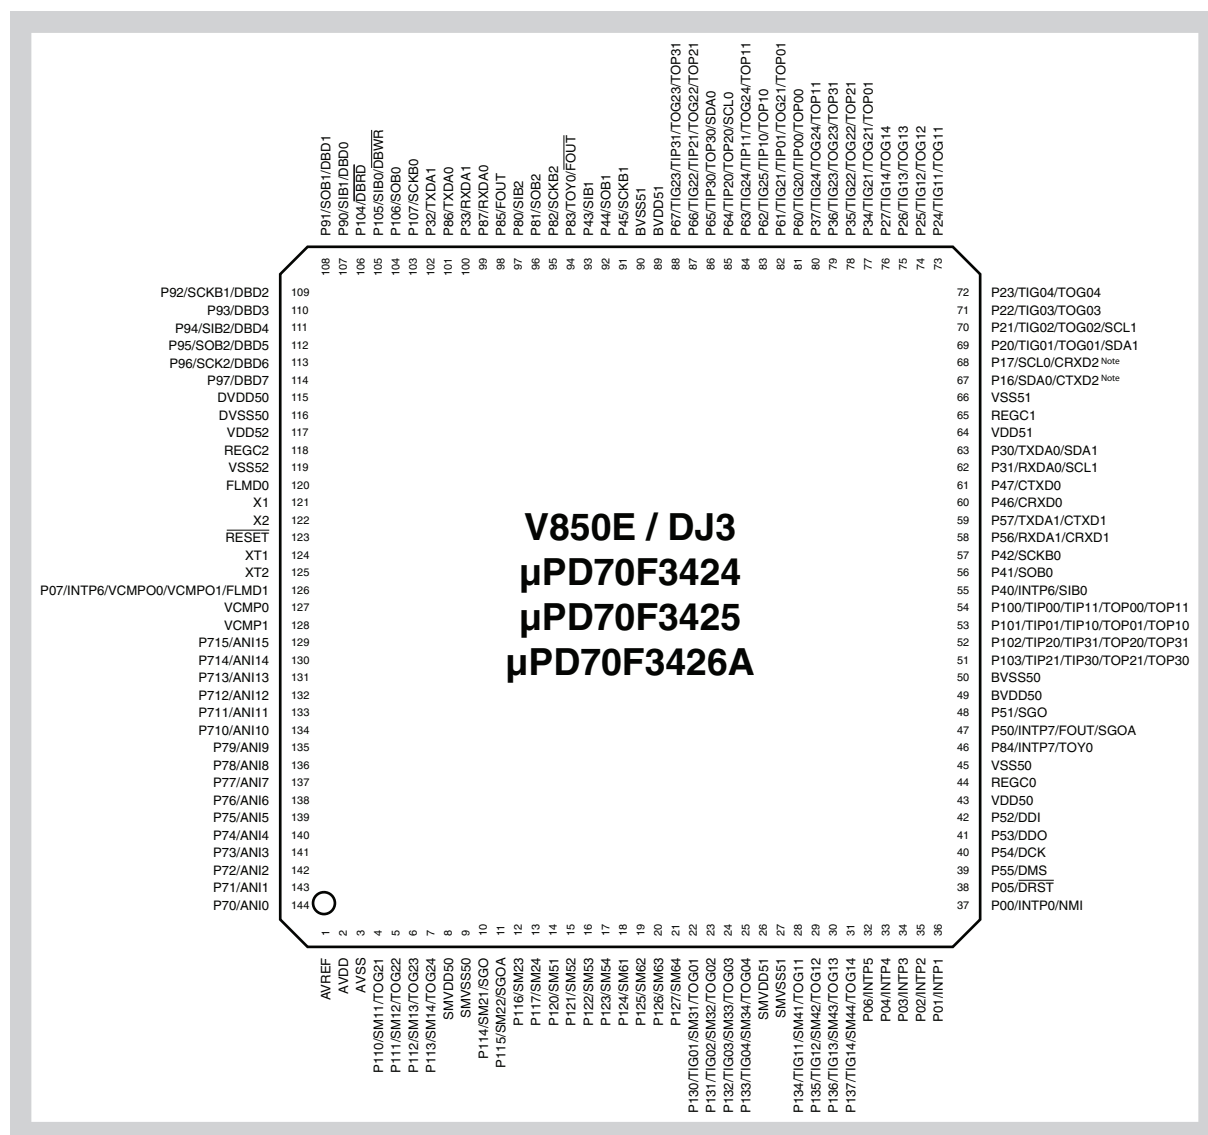 P91/SOB1/DBD1
P90/SIB1/DBD0
P104/DBRD
P105/SIB0/DBWR
P106/SOB0
P107/SCKB0
P32/TXDA1
P86/TXDA0
P33/RXDA1
P87/RXDA0
P85/FOUT
P80/SIB2
P81/SOB2
P82/SCKB2
P83/TOY0/FOUT
P43/SIB1
P44/SOB1
P45/SCKB1
BVSS51
BVDD51
P67/TIG23/TIP31/TOG23/TOP31
P66/TIG22/TIP21/TOG22/TOP21
P65/TIP30/TOP30/SDA0
P64/TIP20/TOP20/SCL0
P63/TIG24/TIP11/TOG24/TOP11
P62/TIG25/TIP10/TOP10
P61/TIG21/TIP01/TOG21/TOP01
P60/TIG20/TIP00/TOP00
P37/TIG24/TOG24/TOP11
P36/TIG23/TOG23/TOP31
P35/TIG22/TOG22/TOP21
P34/TIG21/TOG21/TOP01
P27/TIG14/TOG14
P26/TIG13/TOG13
P25/TIG12/TOG12
P24/TIG11/TOG11
108 107 106 105 104 103 102 101 100 99 98 97 96 95 94 93 92 91 90 89 88 87 86 85 84 83 82 81 80 79 78 77 76 75 74 73
P92/SCKB1/DBD2 109
P93/DBD3 110
P94/SIB2/DBD4 111
P95/SOB2/DBD5 112
P96/SCK2/DBD6 113
P97/DBD7 114
DVDD50 115
DVSS50 116
VDD52 117
REGC2 118
VSS52 119
FLMD0 120
X1 121
X2 122
RESET 123
XT1 124
XT2 125
P07/INTP6/VCMPO0/VCMPO1/FLMD1 126
VCMP0 127
VCMP1 128
P715/ANI15 129
P714/ANI14 130
P713/ANI13 131
P712/ANI12 132
P711/ANI11 133
P710/ANI10 134
P79/ANI9 135
P78/ANI8 136
P77/ANI7 137
P76/ANI6 138
P75/ANI5 139
P74/ANI4 140
P73/ANI3 141
P72/ANI2 142
P71/ANI1 143
P70/ANI0 144
V850E / DJ3
µPD70F3424
µPD70F3425
µPD70F3426A
72 P23/TIG04/TOG04
71 P22/TIG03/TOG03
70 P21/TIG02/TOG02/SCL1
69 P20/TIG01/TOG01/SDA1
68 P17/SCL0/CRXD2 Note
67 P16/SDA0/CTXD2 Note
66 VSS51
65 REGC1
64 VDD51
63 P30/TXDA0/SDA1
62 P31/RXDA0/SCL1
61 P47/CTXD0
60 P46/CRXD0
59 P57/TXDA1/CTXD1
58 P56/RXDA1/CRXD1
57 P42/SCKB0
56 P41/SOB0
55 P40/INTP6/SIB0
54 P100/TIP00/TIP11/TOP00/TOP11
53 P101/TIP01/TIP10/TOP01/TOP10
52 P102/TIP20/TIP31/TOP20/TOP31
51 P103/TIP21/TIP30/TOP21/TOP30
50 BVSS50
49 BVDD50
48 P51/SGO
47 P50/INTP7/FOUT/SGOA
46 P84/INTP7/TOY0
45 VSS50
44 REGC0
43 VDD50
42 P52/DDI
41 P53/DDO
40 P54/DCK
39 P55/DMS
38 P05/DRST
37 P00/INTP0/NMI
1 2 3 4 5 6 7 8 9 10 11 12 13 14 15 16 17 18 19 20 21 22 23 24 25 26 27 28 29 30 31 32 33 34 35 36
AVREF
AVDD
AVSS
P110/SM11/TOG21
P111/SM12/TOG22
P112/SM13/TOG23
P113/SM14/TOG24
SMVDD50
SMVSS50
P114/SM21/SGO
P115/SM22/SGOA
P116/SM23
P117/SM24
P120/SM51
P121/SM52
P122/SM53
P123/SM54
P124/SM61
P125/SM62
P126/SM63
P127/SM64
P130/TIG01/SM31/TOG01
P131/TIG02/SM32/TOG02
P132/TIG03/SM33/TOG03
P133/TIG04/SM34/TOG04
SMVDD51
SMVSS51
P134/TIG11/SM41/TOG11
P135/TIG12/SM42/TOG12
P136/TIG13/SM43/TOG13
P137/TIG14/SM44/TOG14
P06/INTP5
P04/INTP4
P03/INTP3
P02/INTP2
P01/INTP1